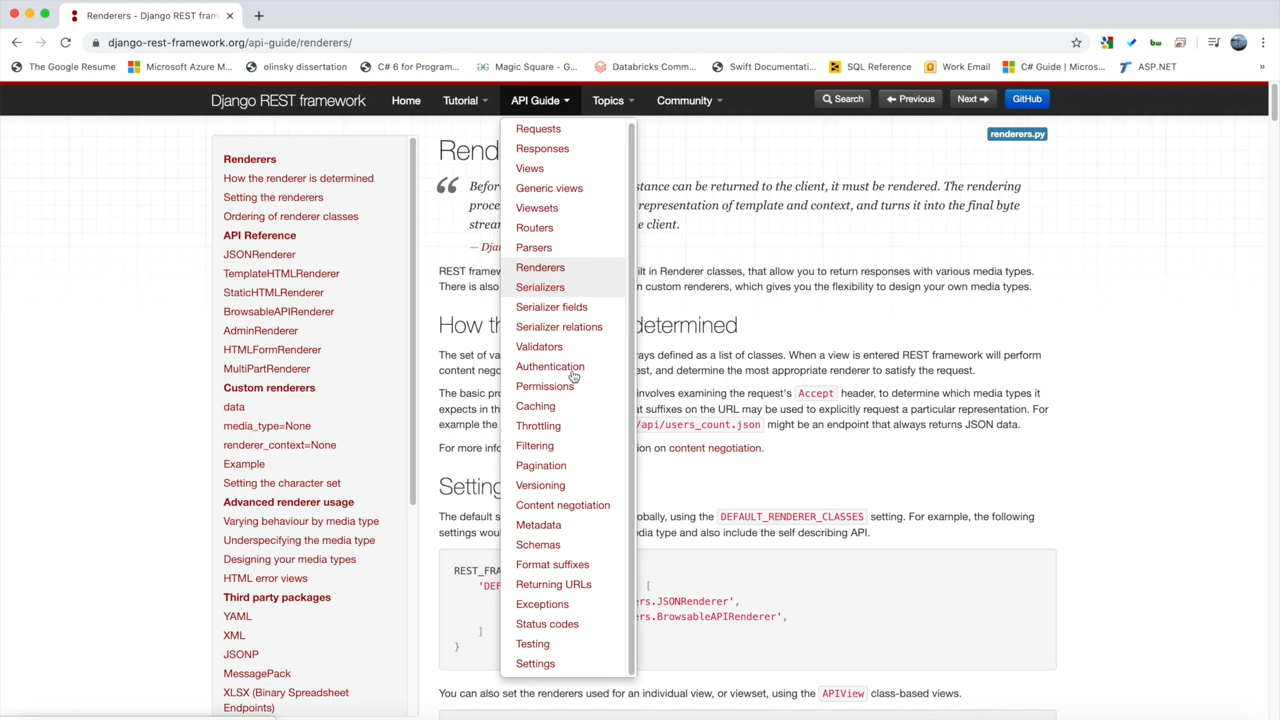 Renderers - Django REST fram
django-rest-framework.org/api-guide/renderers/
The Google Resume
Microsoft Azure M...
olinsky dissertation
C# 6 for Program...
Magic Square - G...
Databricks Comm...
Swift Documentati...
SQL Reference
Work Email
C# Guide | Micros...
ASP.NET
Django REST framework
Home
Tutorial
API Guide
Topics
Community
Search
Previous
Next
GitHub
Renderers
How the renderer is determined
Setting the renderers
Ordering of renderer classes
API Reference
JSONRenderer
TemplateHTMLRenderer
StaticHTMLRenderer
BrowsableAPIRenderer
AdminRenderer
HTMLFormRenderer
MultiPartRenderer
Custom renderers
data
media_type=None
renderer_context=None
Example
Setting the character set
Advanced renderer usage
Varying behaviour by media type
Underspecifying the media type
Designing your media types
HTML error views
Third party packages
YAML
XML
JSONP
MessagePack
XLSX (Binary Spreadsheet
Endpoints)
Requests
Responses
Views
Generic views
Viewsets
Routers
Parsers
Renderers
Serializers
Serializer fields
Serializer relations
Validators
Authentication
Permissions
Caching
Throttling
Filtering
Pagination
Versioning
Content negotiation
Metadata
Schemas
Format suffixes
Returning URLs
Exceptions
Status codes
Testing
Settings
renderers.py
Rend
Befor stance can be returned to the client, it must be rendered. The rendering
proce representation of template and context, and turns it into the final byte
strea e client.
— Dja
REST framew ilt in Renderer classes, that allow you to return responses with various media types.
There is also custom renderers, which gives you the flexibility to design your own media types.
How th determined
The set of va ays defined as a list of classes. When a view is entered REST framework will perform
content nego est, and determine the most appropriate renderer to satisfy the request.
The basic pro involves examining the request's Accept header, to determine which media types it
expects in th at suffixes on the URL may be used to explicitly request a particular representation. For
example the /api/users_count.json might be an endpoint that always returns JSON data.
For more info on on content negotiation.
Settin
The default s obally, using the DEFAULT_RENDERER_CLASSES setting. For example, the following
settings wou edia type and also include the self describing API.
REST_FRA
'DEF [
rs.JSONRenderer',
rs.BrowsableAPIRenderer',
]
}
You can also set the renderers used for an individual view, or viewset, using the APIView class-based views.